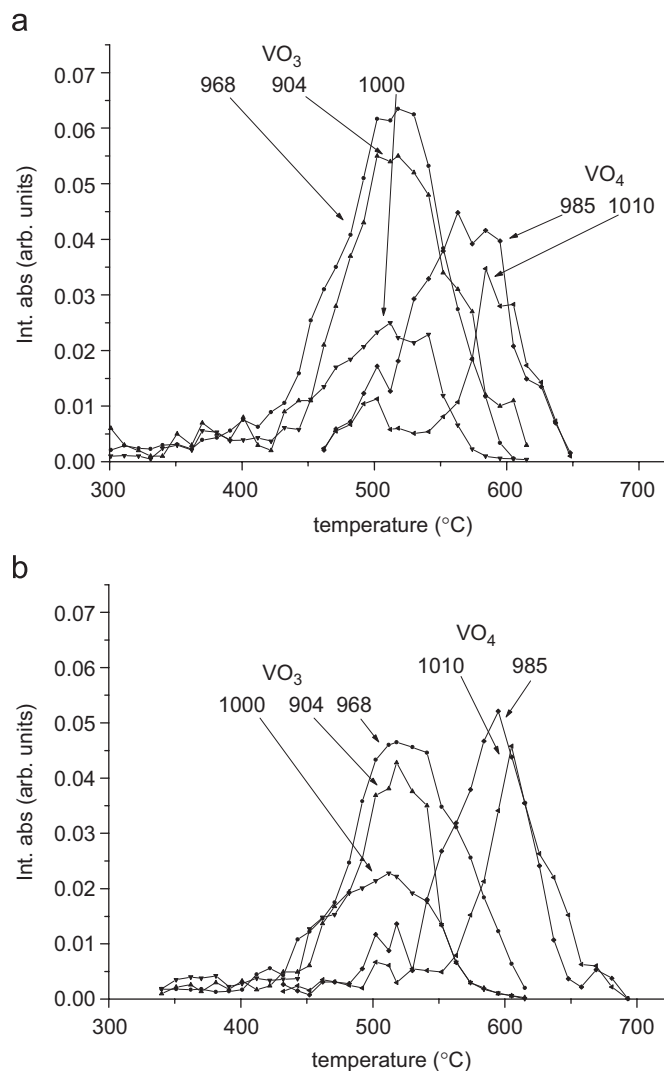 a
0.07
0.06
0.05
0.04
0.03
0.02
0.01
0.00
Int. abs (arb. units)
VO3
968 904 1000
VO4
985 1010
300 400 500 600 700
temperature (°C)
b
0.07
0.06
0.05
0.04
0.03
0.02
0.01
0.00
Int. abs (arb. units)
VO4
1010 985
VO3
1000 904 968
300 400 500 600 700
temperature (°C)